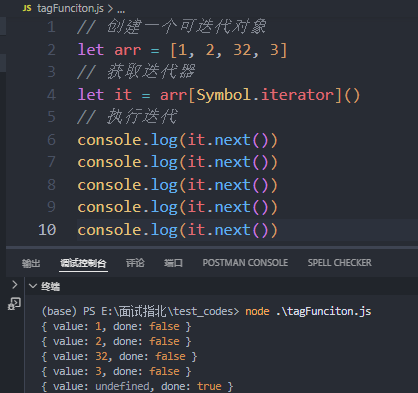 JS tagFunciton.js > ...
1 // 创建一个可迭代对象
2 let arr = [1, 2, 32, 3]
3 // 获取迭代器
4 let it = arr[Symbol.iterator]()
5 // 执行迭代
6 console.log(it.next())
7 console.log(it.next())
8 console.log(it.next())
9 console.log(it.next())
10 console.log(it.next())
输出 调试控制台 评论 端口 POSTMAN CONSOLE SPELL CHECKER
终端
(base) PS E:\面试指北\test_codes> node .\tagFunciton.js
{ value: 1, done: false }
{ value: 2, done: false }
{ value: 32, done: false }
{ value: 3, done: false }
{ value: undefined, done: true }